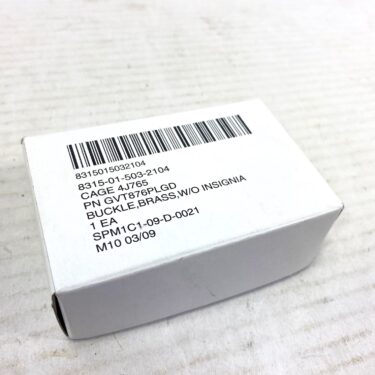 8315015032104
8315-01-503-2104
CAGE 4J765
PN GVT876PLGD
BUCKLE,BRASS,W/O INSIGNIA
1 EA
SPM1C1-09-D-0021
M10 03/09